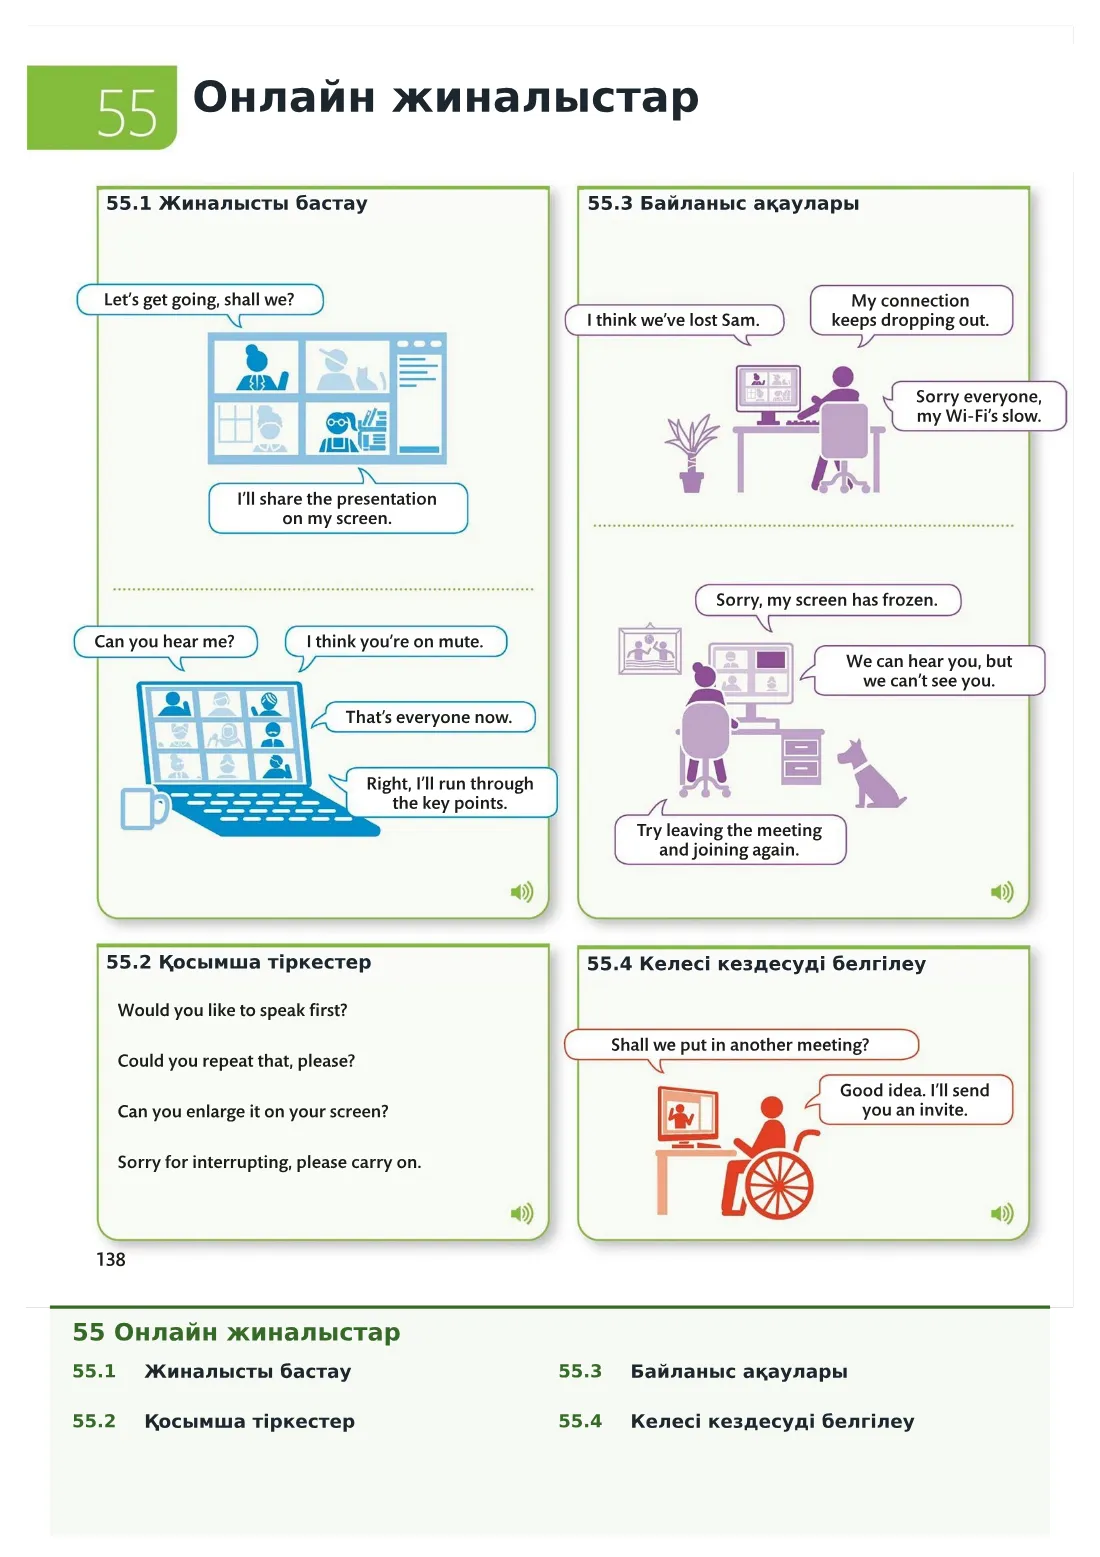 55
Онлайн жиналыстар
55.1 Жиналысты бастау
Let's get going, shall we?
I'll share the presentation
on my screen.
Can you hear me?
I think you're on mute.
That's everyone now.
Right, I'll run through
the key points.
55.2 Қосымша тіркестер
Would you like to speak first?
Could you repeat that, please?
Can you enlarge it on your screen?
Sorry for interrupting, please carry on.
55.3 Байланыс ақаулары
I think we've lost Sam.
My connection
keeps dropping out.
Sorry everyone,
my Wi-Fi's slow.
Sorry, my screen has frozen.
We can hear you, but
we can't see you.
Try leaving the meeting
and joining again.
55.4 Келесі кездесуді белгілеу
Shall we put in another meeting?
Good idea. I'll send
you an invite.
138
55 Онлайн жиналыстар
55.1 Жиналысты бастау
55.2 Қосымша тіркестер
55.3 Байланыс ақаулары
55.4 Келесі кездесуді белгілеу